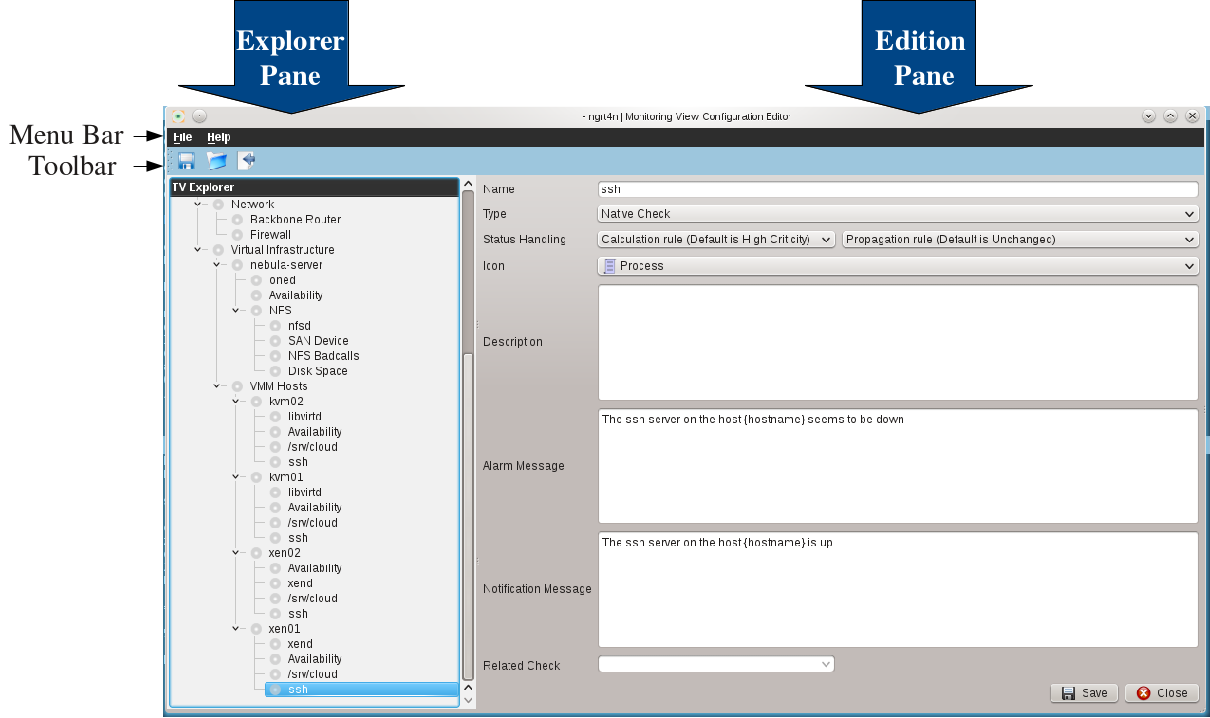 Explorer
Pane
Edition
Pane
Menu Bar
Toolbar
- ngrt4n | Monitoring View Configuration Editor
File Help
TV Explorer
Network
Backbone Router
Firewall
Virtual Infrastructure
nebula-server
oned
Availability
NFS
nfsd
SAN Device
NFS Badcalls
Disk Space
VMM Hosts
kvm02
libvirtd
Availability
/srv/cloud
ssh
kvm01
libvirtd
Availability
/srv/cloud
ssh
xen02
Availability
xend
/srv/cloud
ssh
xen01
xend
Availability
/srv/cloud
ssh
Name
ssh
Type
Native Check
Status Handling
Calculation rule (Default is High Criticity)
Propagation rule (Default is Unchanged)
Icon
Process
Description
Alarm Message
The ssh server on the host {hostname} seems to be down
Notification Message
The ssh server on the host {hostname} is up
Related Check
Save
Close